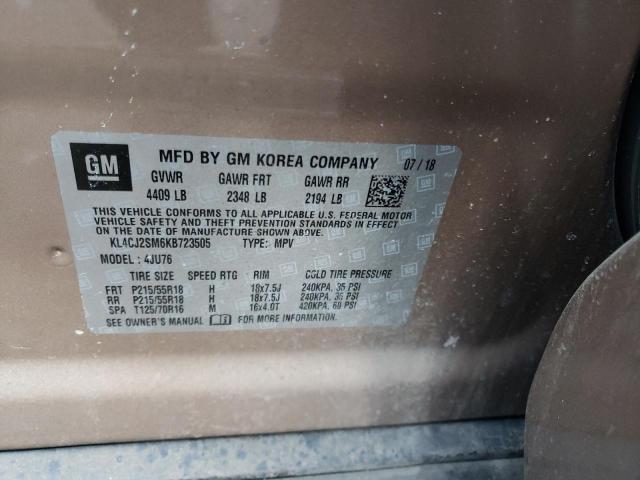 GM MFD BY GM KOREA COMPANY 07/18
GVWR GAWR FRT GAWR RR
4409 LB 2348 LB 2194 LB
THIS VEHICLE CONFORMS TO ALL APPLICABLE U.S. FEDERAL MOTOR
VEHICLE SAFETY AND THEFT PREVENTION STANDARDS IN EFFECT
ON THE DATE OF MANUFACTURE SHOWN ABOVE.
KL4CJ2SM6KB723505 TYPE: MPV
MODEL: 4JU76
TIRE SIZE SPEED RTG RIM COLD TIRE PRESSURE
FRT P215/55R18 H 18x7.5J 240KPA, 35 PSI
RR P215/55R18 H 18x7.5J 240KPA, 35 PSI
SPA T125/70R16 M 16x4.0T 420KPA, 60 PSI
SEE OWNER'S MANUAL FOR MORE INFORMATION.